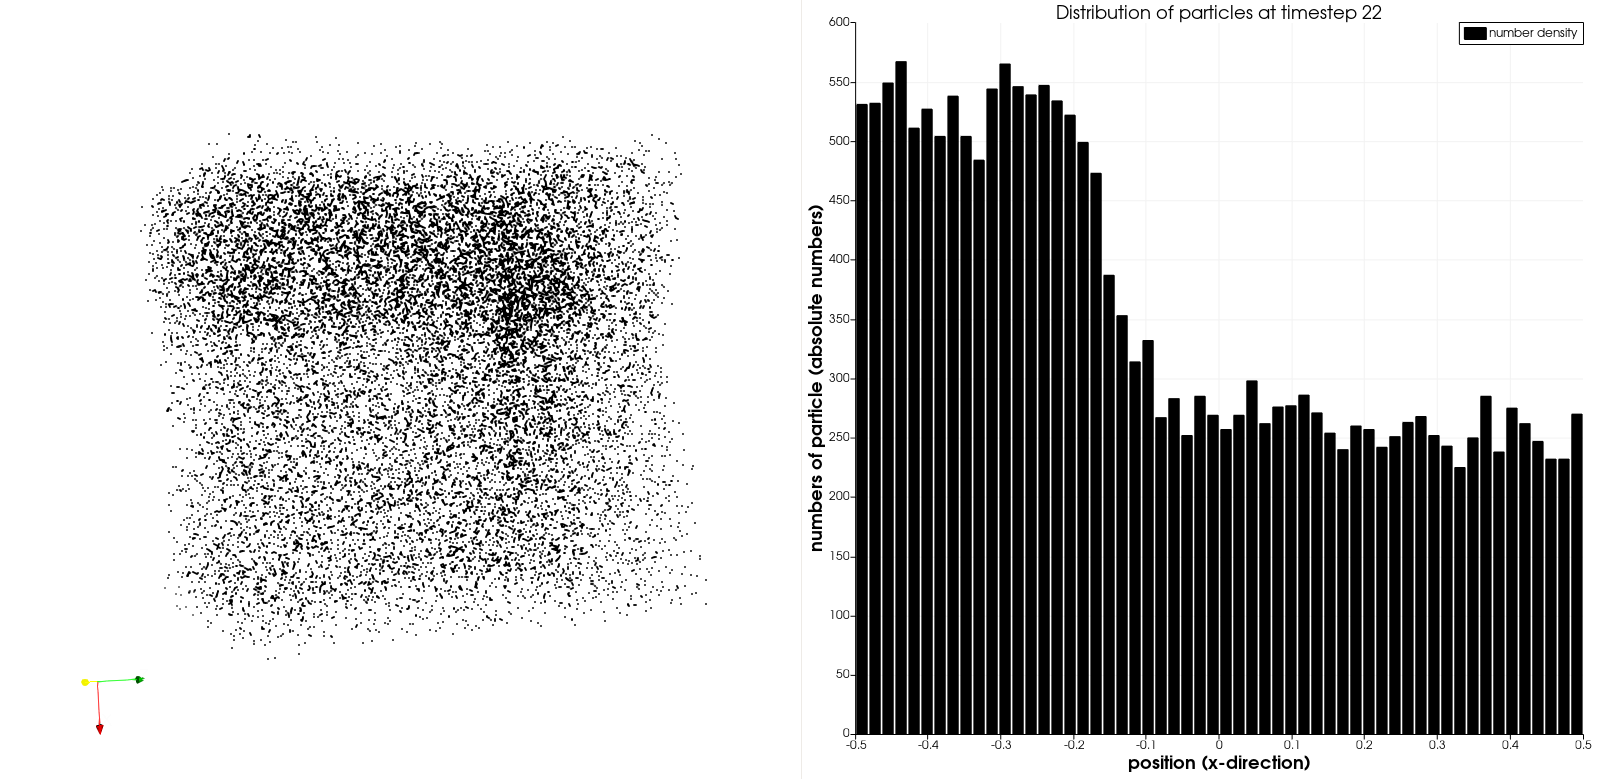 Distribution of particles at timestep 22
number density
numbers of particle (absolute numbers)
600
550
500
450
400
350
300
250
200
150
100
50
0
-0.5 -0.4 -0.3 -0.2 -0.1 0 0.1 0.2 0.3 0.4 0.5
position (x-direction)